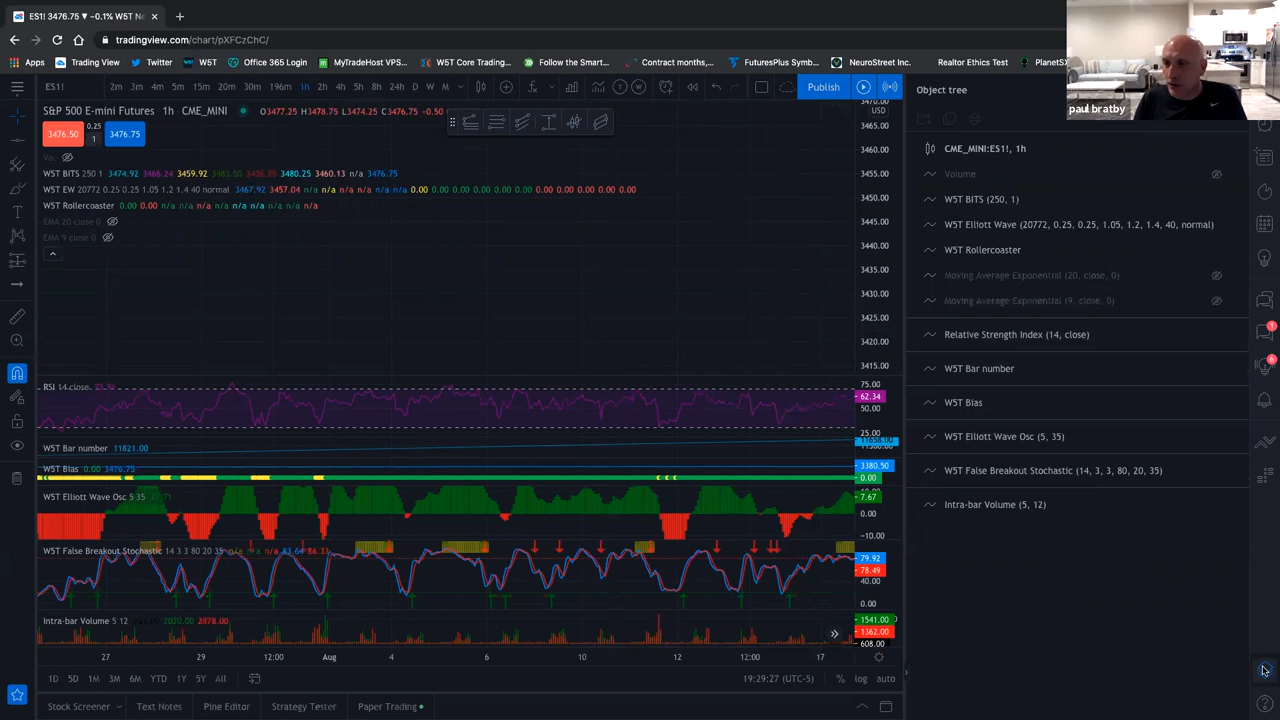 ES1! 3476.75 ▼ −0.1% W5T Ne
tradingview.com/chart/pXFCzChC/
Apps Trading View Twitter W5T Core Office 365 Login MyTradeHost VPS... W5T Core Trading... Follow the Smart... Contract months,... FuturesPlus Symb... NeuroStreet Inc. Realtor Ethics Test PlanetS
ES1! 2m 3m 4m 5m 15m 20m 30m 196m 1h 2h 4h 5h 8h 24h D 2D W M Publish
Object tree
paul bratby
S&P 500 E-mini Futures · 1h · CME_MINI O3477.25 H3478.75 L3474.25 C3476.75 −0.50
USD
3476.50 0.25 1 3476.75
Vo.
W5T BITS 250 1 3474.92 3466.24 3459.92 3480.25 3460.13 n/a 3476.75
W5T EW 20772 0.25 0.25 1.05 1.2 1.4 40 normal 3467.92 3457.04 n/a n/a n/a n/a n/a n/a 0.00 0.00 0.00 0.00 0.00 0.00 0.00 0.00 0.00 0.00 0.00
W5T Rollercoaster 0.00 0.00 n/a n/a n/a n/a n/a n/a n/a
EMA 20 close 0
EMA 9 close 0
3470.00
3465.00
3460.00
3455.00
3450.00
3445.00
3440.00
3435.00
3430.00
3425.00
3420.00
3415.00
CME_MINI:ES1!, 1h
Volume
W5T BITS (250, 1)
W5T Elliott Wave (20772, 0.25, 0.25, 1.05, 1.2, 1.4, 40, normal)
W5T Rollercoaster
Moving Average Exponential (20, close, 0)
Moving Average Exponential (9, close, 0)
Relative Strength Index (14, close)
W5T Bar number
W5T Bias
W5T Elliott Wave Osc (5, 35)
W5T False Breakout Stochastic (14, 3, 3, 80, 20, 35)
Intra-bar Volume (5, 12)
1
6
RSI 14 close
75.00
62.34
50.00
25.00
W5T Bar number 11821.00
W5T Bias 0.00 3476.75
3380.50
0.00
W5T Elliott Wave Osc 5 35
7.67
0.00
−10.00
W5T False Breakout Stochastic 14 3 3 80 20 35 n/a n/a n/a
79.92
78.49
40.00
0.00
Intra-bar Volume 5 12 2020.00 2878.00
1541.00
1362.00
608.00
27 29 12:00 Aug 4 6 10 12 12:00 17
1D 5D 1M 3M 6M YTD 1Y 5Y All 19:29:27 (UTC-5) % log auto
Stock Screener Text Notes Pine Editor Strategy Tester Paper Trading